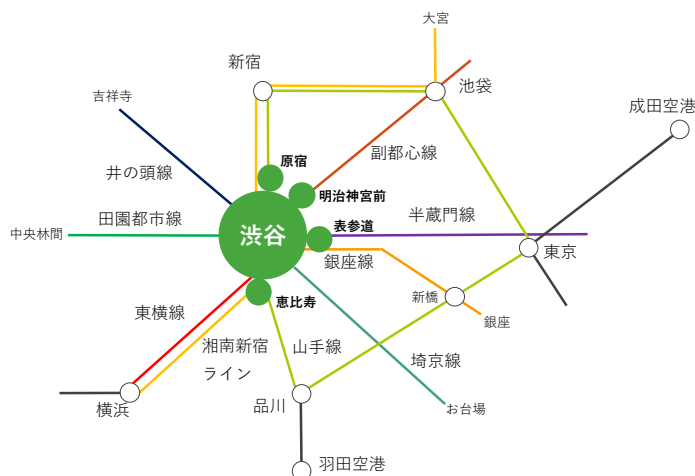 大宮
新宿
池袋
吉祥寺
成田空港
副都心線
原宿
井の頭線
明治神宮前
田園都市線
半蔵門線
表参道
中央林間
渋谷
東京
銀座線
新橋
恵比寿
東横線
銀座
湘南新宿
ライン
山手線
埼京線
横浜
品川
お台場
羽田空港